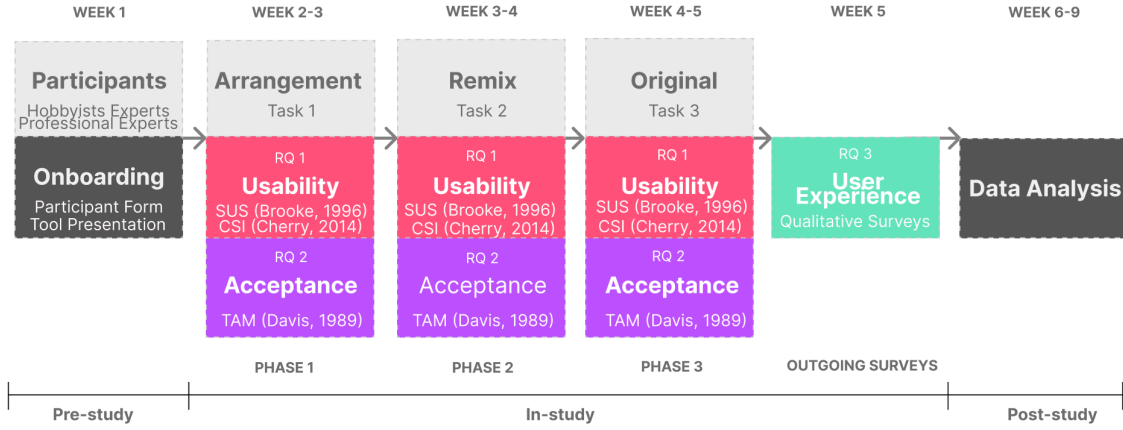 WEEK 1
WEEK 2-3
WEEK 3-4
WEEK 4-5
WEEK 5
WEEK 6-9
Participants
Hobbyists Experts
Professional Experts
Onboarding
Participant Form
Tool Presentation
Arrangement
Task 1
RQ 1
Usability
SUS (Brooke, 1996)
CSI (Cherry, 2014)
RQ 2
Acceptance
TAM (Davis, 1989)
Remix
Task 2
RQ 1
Usability
SUS (Brooke, 1996)
CSI (Cherry, 2014)
RQ 2
Acceptance
TAM (Davis, 1989)
Original
Task 3
RQ 1
Usability
SUS (Brooke, 1996)
CSI (Cherry, 2014)
RQ 2
Acceptance
TAM (Davis, 1989)
RQ 3
User
Experience
Qualitative Surveys
Data Analysis
PHASE 1
PHASE 2
PHASE 3
OUTGOING SURVEYS
Pre-study
In-study
Post-study